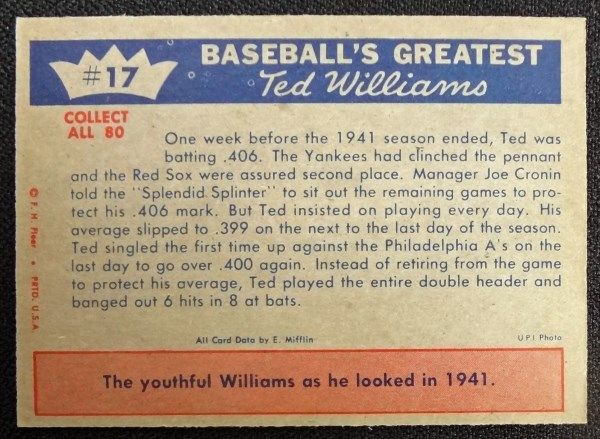 #17
BASEBALL'S GREATEST
Ted Williams
COLLECT
ALL 80
One week before the 1941 season ended, Ted was
batting .406. The Yankees had clinched the pennant
and the Red Sox were assured second place. Manager Joe Cronin
told the "Splendid Splinter" to sit out the remaining games to pro-
tect his .406 mark. But Ted insisted on playing every day. His
average slipped to .399 on the next to the last day of the season.
Ted singled the first time up against the Philadelphia A's on the
last day to go over .400 again. Instead of retiring from the game
to protect his average, Ted played the entire double header and
banged out 6 hits in 8 at bats.
© F. H. Fleer • PRTD. U.S.A.
All Card Data by E. Mifflin
UPI Photo
The youthful Williams as he looked in 1941.